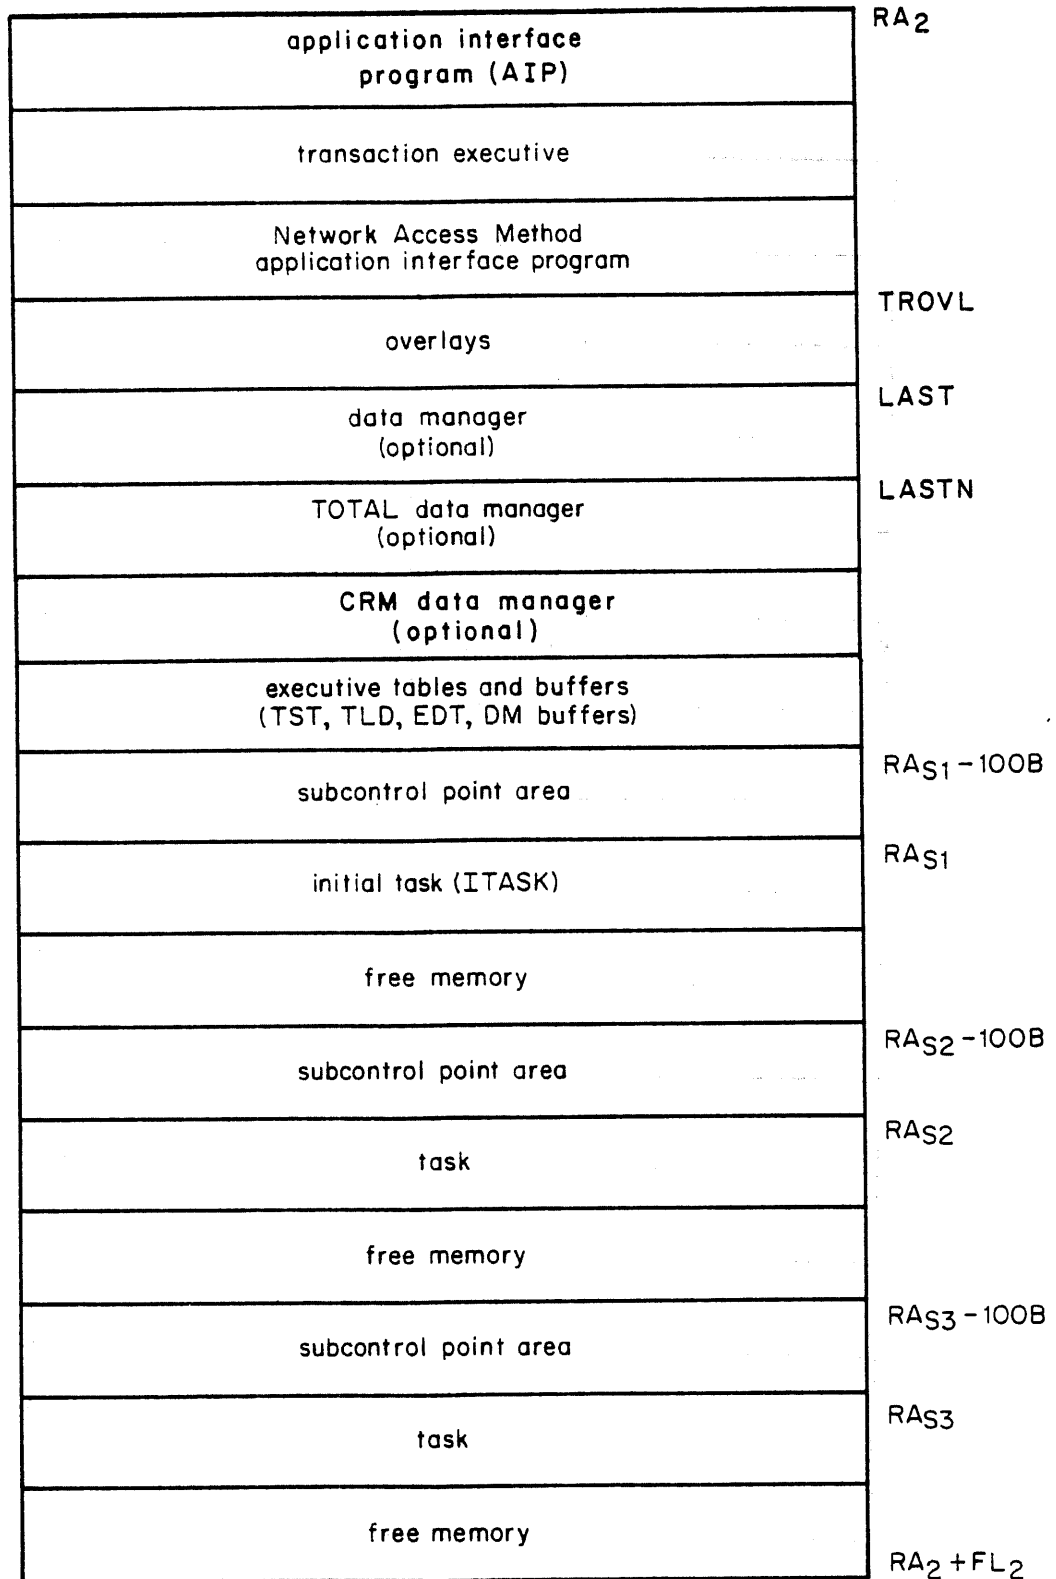 RA2
application interface
program (AIP)
transaction executive
Network Access Method
application interface program
TROVL
overlays
LAST
data manager
(optional)
LASTN
TOTAL data manager
(optional)
CRM data manager
(optional)
executive tables and buffers
(TST, TLD, EDT, DM buffers)
RAS1-100B
subcontrol point area
RAS1
initial task (ITASK)
free memory
RAS2-100B
subcontrol point area
RAS2
task
free memory
RAS3-100B
subcontrol point area
RAS3
task
free memory
RA2+FL2